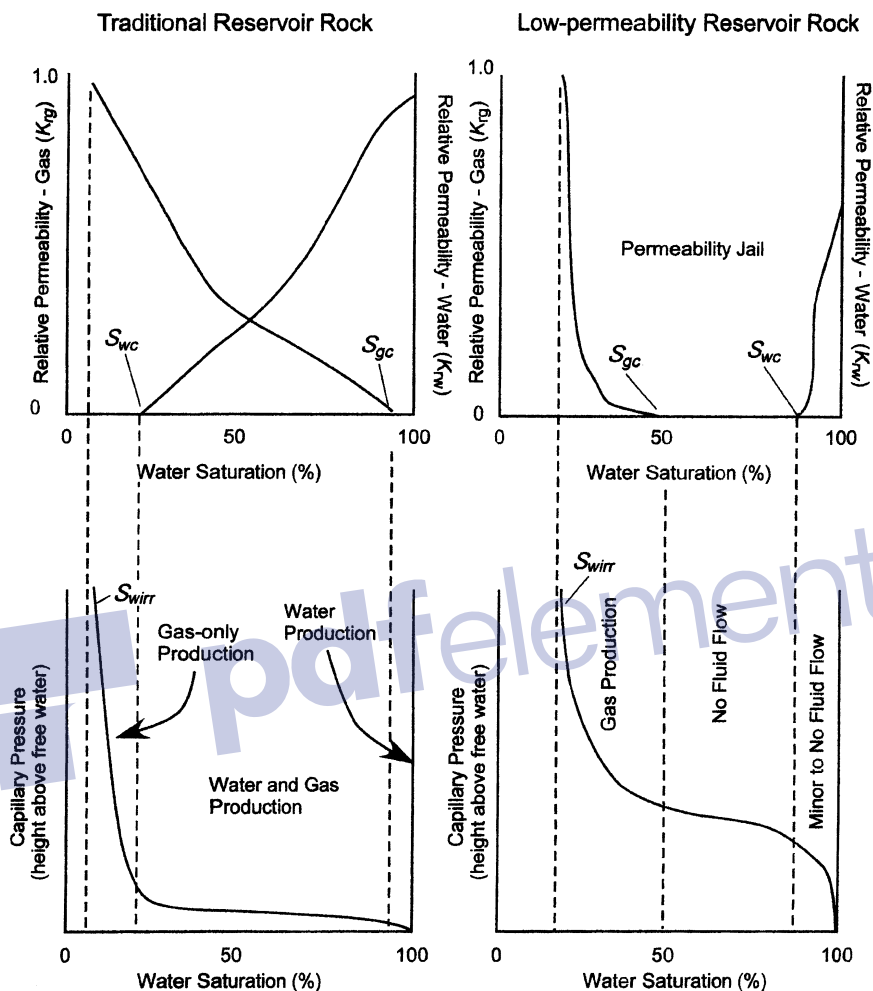 Traditional Reservoir Rock
Low-permeability Reservoir Rock
1.0
Relative Permeability - Gas (Krg)
Relative Permeability - Water (Krw)
Swc
Sgc
0
0
50
100
Water Saturation (%)
1.0
Relative Permeability - Gas (Krg)
Relative Permeability - Water (Krw)
Permeability Jail
Sgc
Swc
0
0
50
100
Water Saturation (%)
Capillary Pressure
(height above free water)
Swirr
Gas-only
Production
Water
Production
Water and Gas
Production
0
50
100
Water Saturation (%)
Capillary Pressure
(height above free water)
Swirr
Gas Production
No Fluid Flow
Minor to No Fluid Flow
0
50
100
Water Saturation (%)
pdfelement